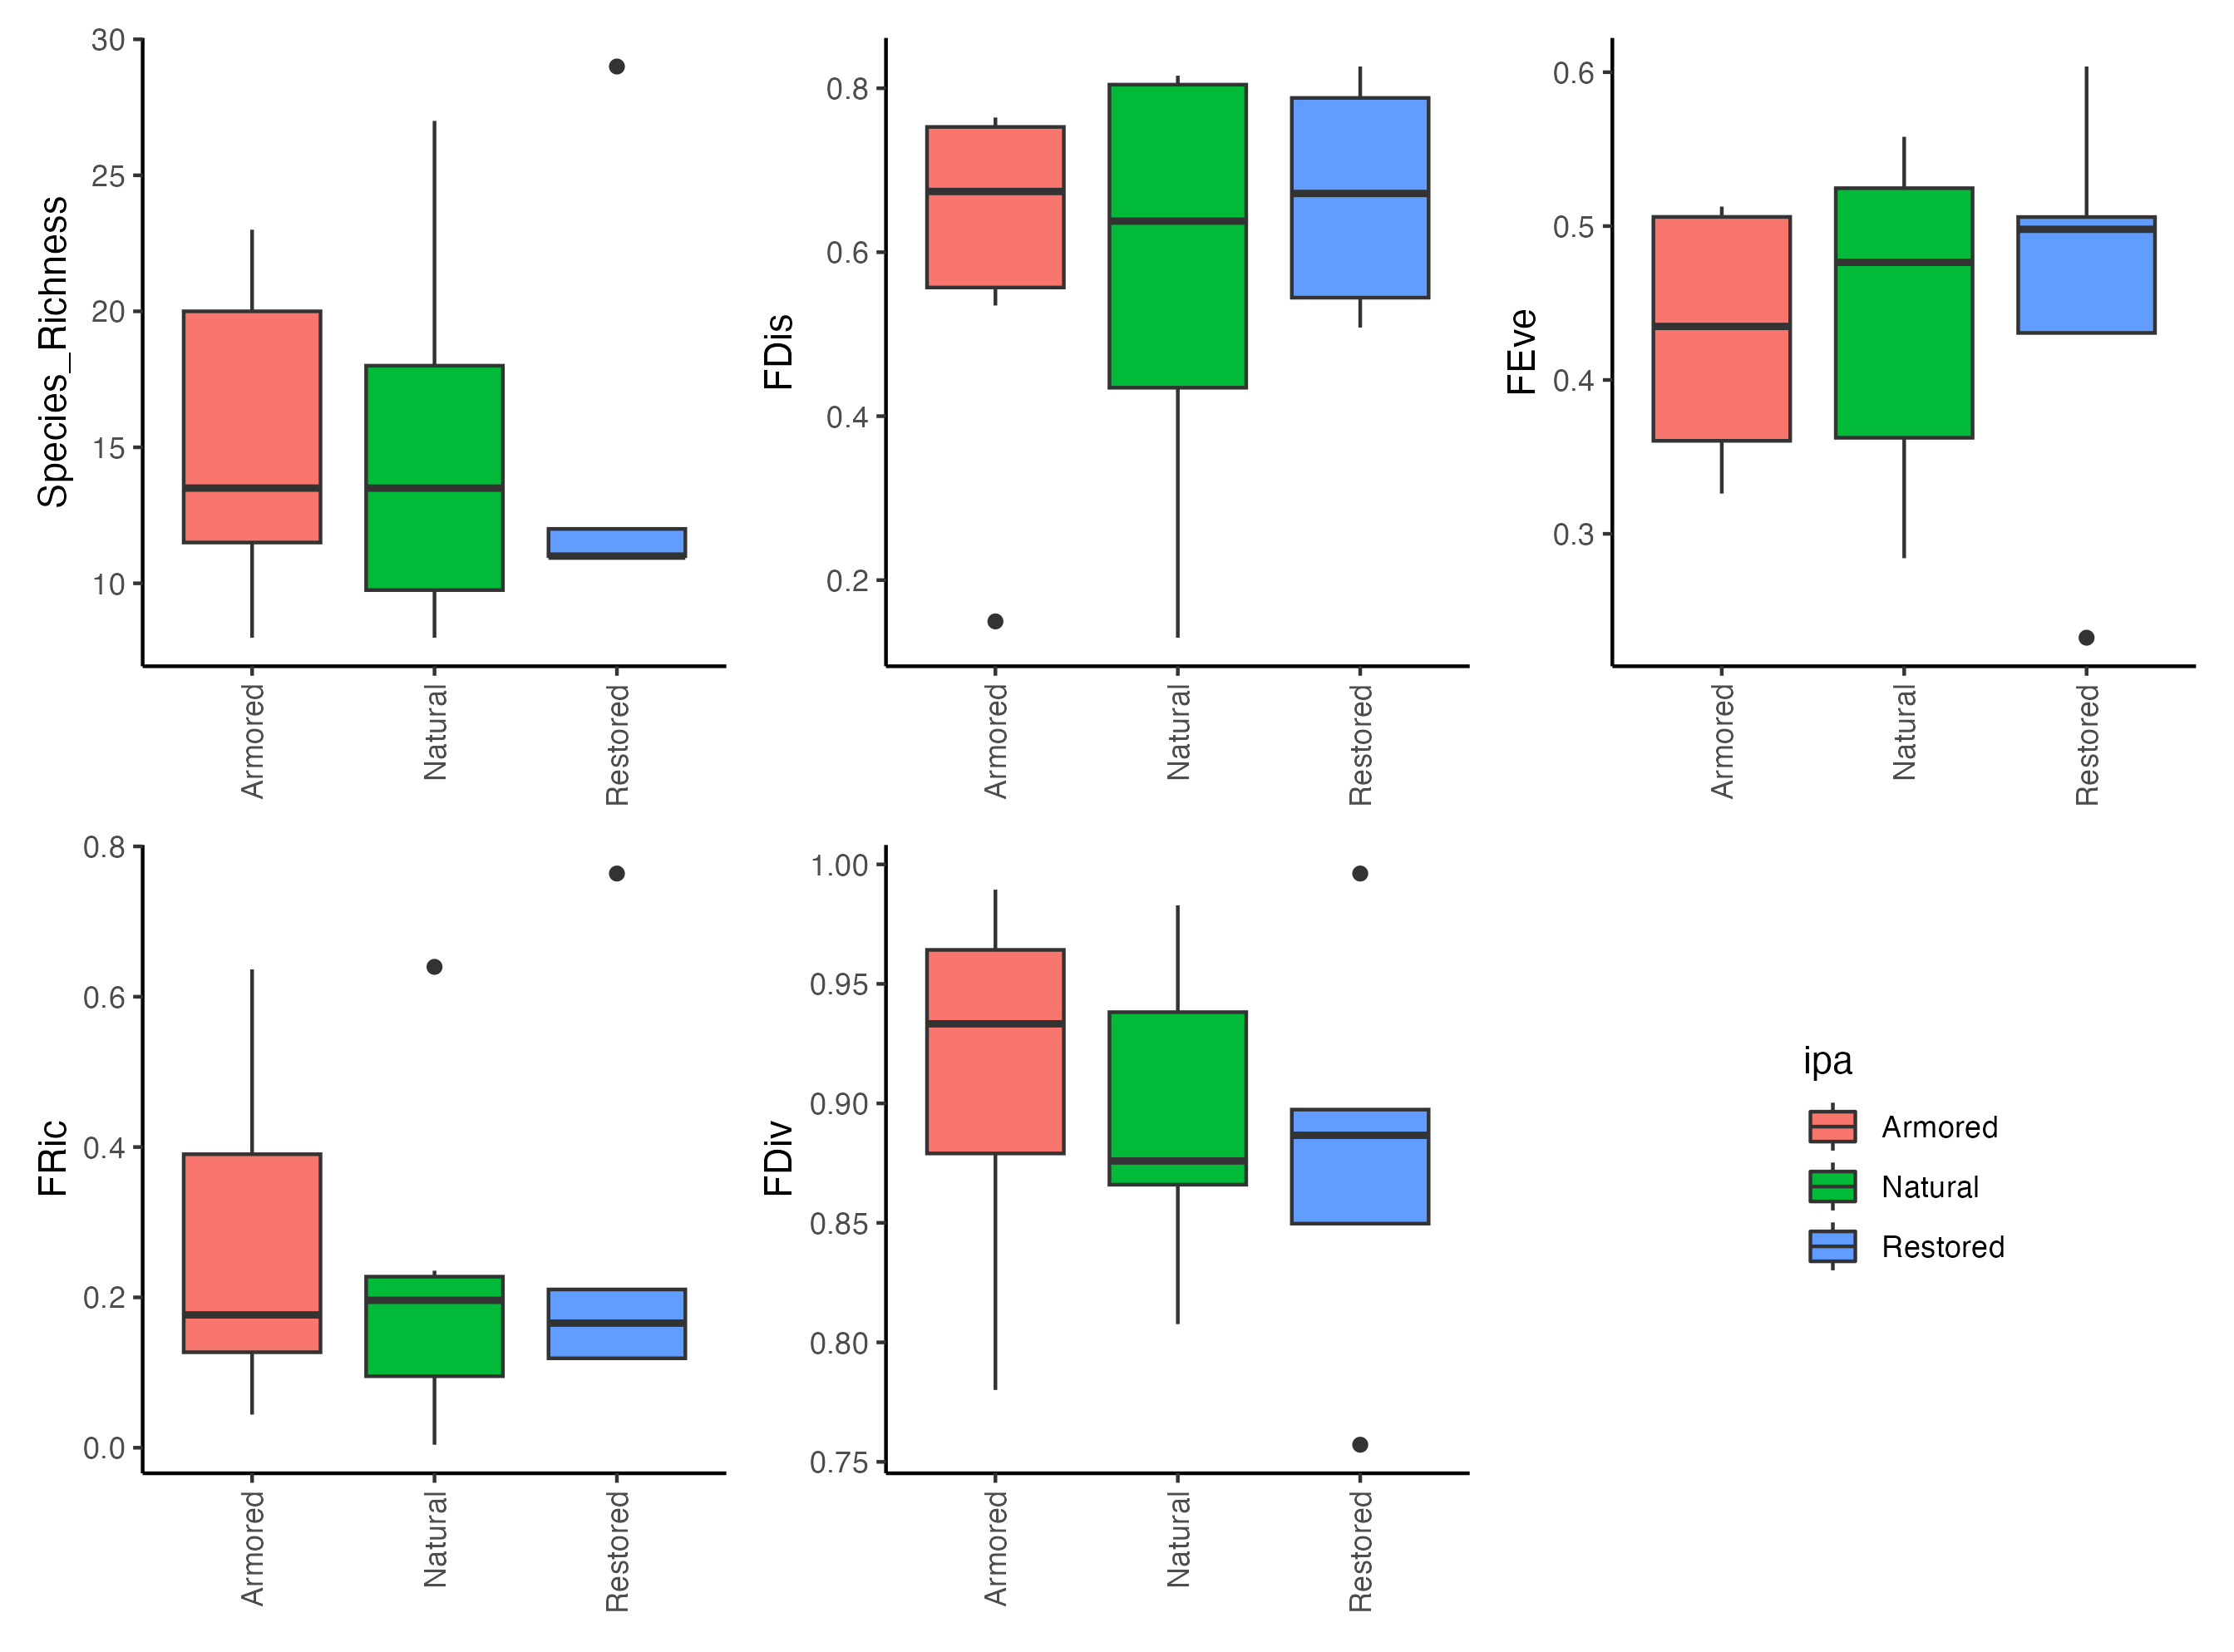 Species_Richness
30
25
20
15
10
Armored
Natural
Restored
FDis
0.8
0.6
0.4
0.2
Armored
Natural
Restored
FEve
0.6
0.5
0.4
0.3
Armored
Natural
Restored
FRic
0.8
0.6
0.4
0.2
0.0
Armored
Natural
Restored
FDiv
1.00
0.95
0.90
0.85
0.80
0.75
Armored
Natural
Restored
ipa
Armored
Natural
Restored